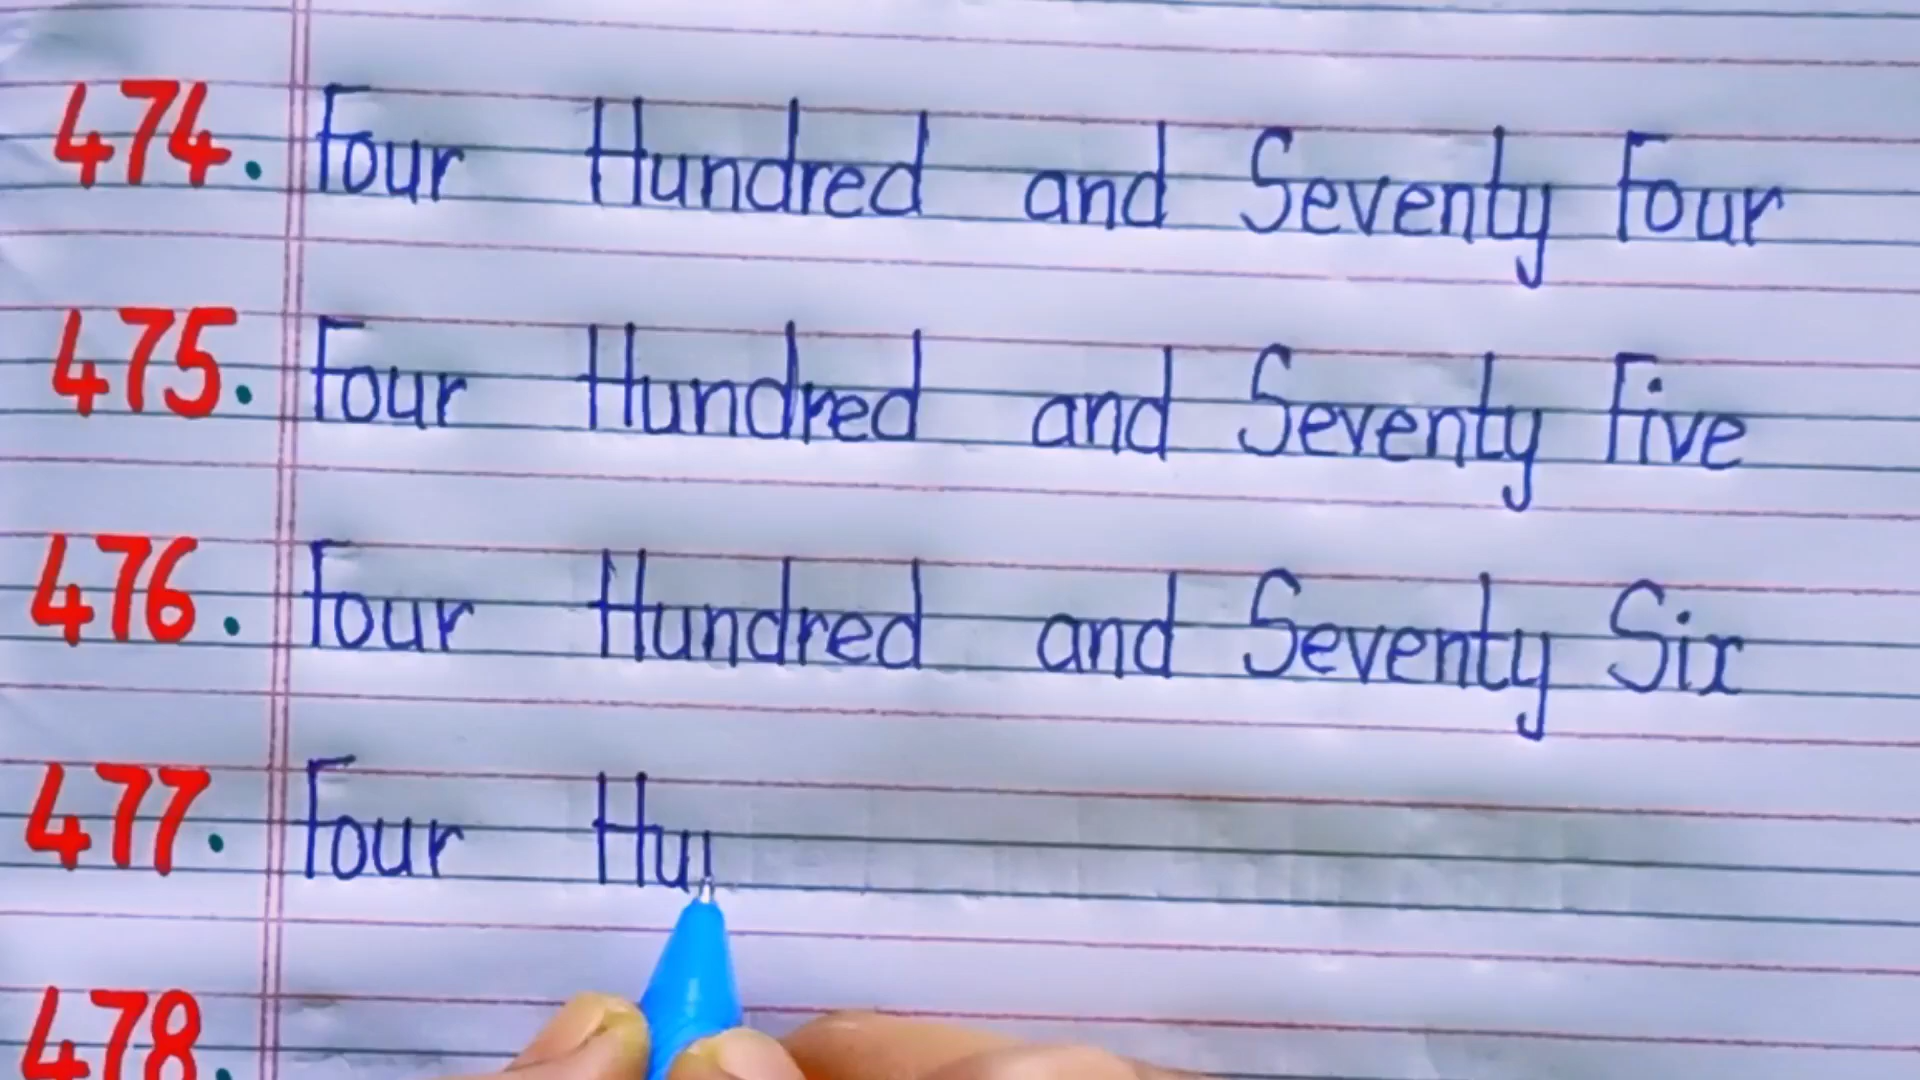 474. Four Hundred and Seventy Four
475. Four Hundred and Seventy Five
476. Four Hundred and Seventy Six
477. Four Hu
478.